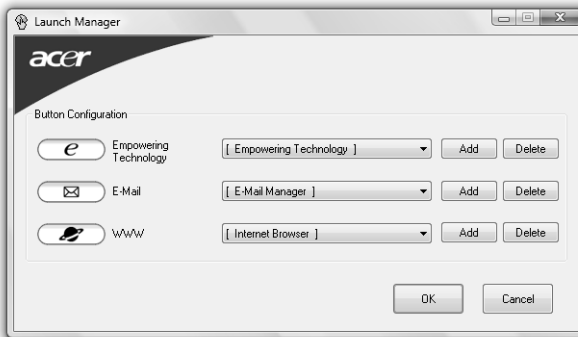 Launch Manager
acer
Button Configuration
e Empowering Technology [ Empowering Technology ] Add Delete
E-Mail [ E-Mail Manager ] Add Delete
WWW [ Internet Browser ] Add Delete
OK Cancel